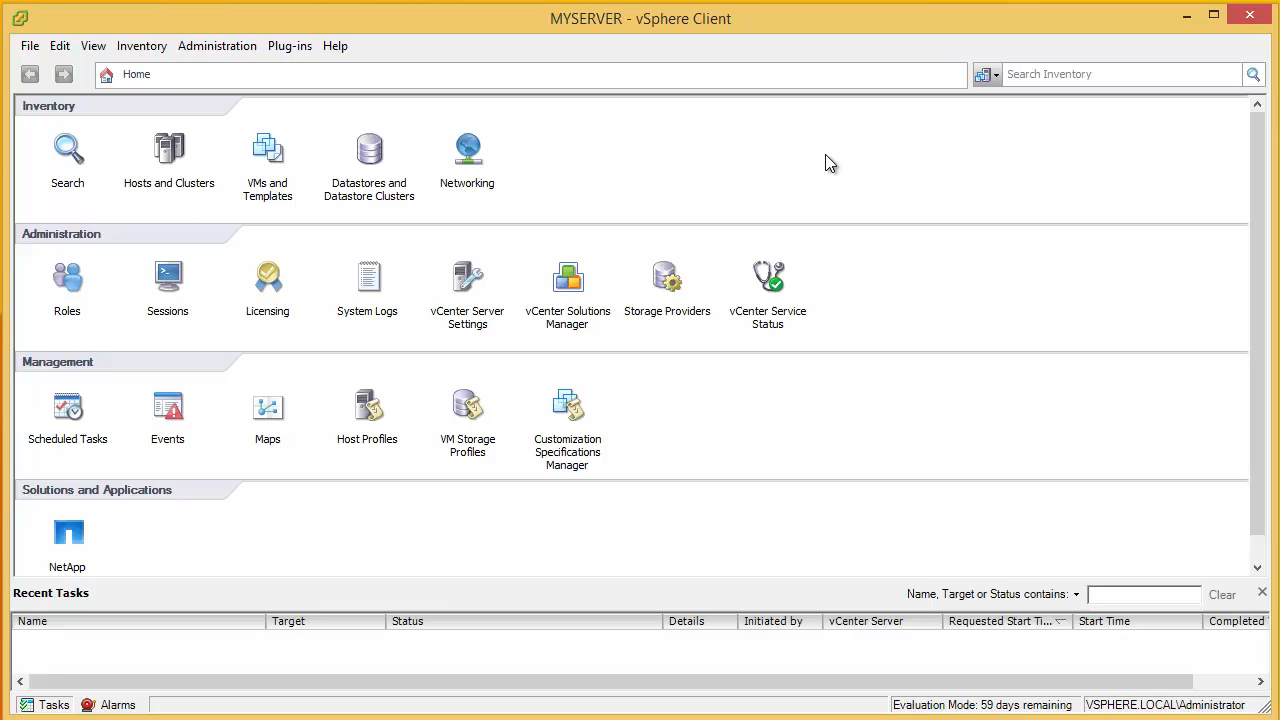 MYSERVER - vSphere Client
File Edit View Inventory Administration Plug-ins Help
Home
Search Inventory
Inventory
Search
Hosts and Clusters
VMs and
Templates
Datastores and
Datastore Clusters
Networking
Administration
Roles
Sessions
Licensing
System Logs
vCenter Server
Settings
vCenter Solutions
Manager
Storage Providers
vCenter Service
Status
Management
Scheduled Tasks
Events
Maps
Host Profiles
VM Storage
Profiles
Customization
Specifications
Manager
Solutions and Applications
NetApp
Recent Tasks
Name, Target or Status contains:
Clear
Name Target Status Details Initiated by vCenter Server Requested Start Ti... Start Time Completed
Tasks Alarms
Evaluation Mode: 59 days remaining
VSPHERE.LOCAL\Administrator